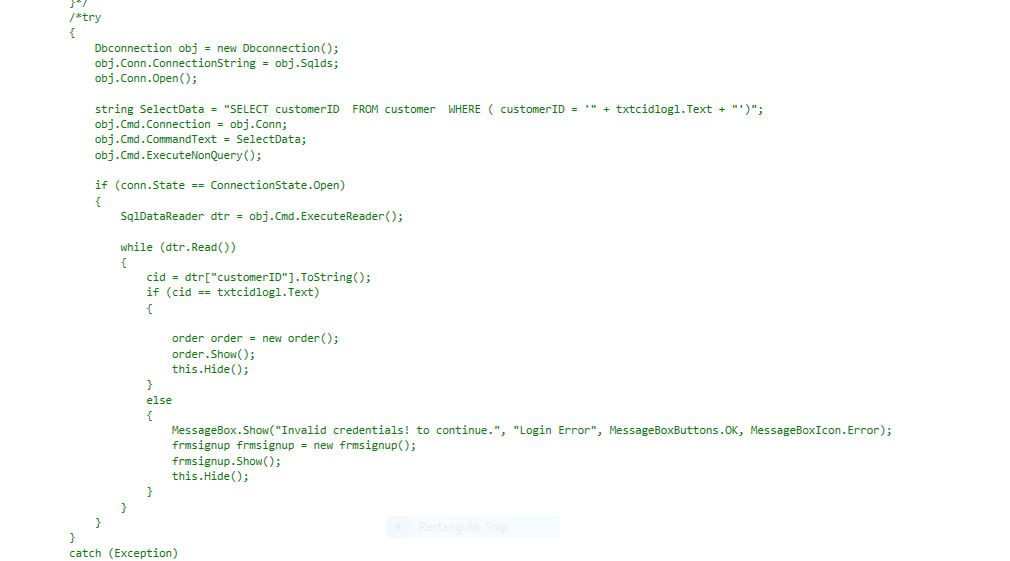 }*/
/*try
{
Dbconnection obj = new Dbconnection();
obj.Conn.ConnectionString = obj.Sqlds;
obj.Conn.Open();
string SelectData = "SELECT customerID  FROM customer  WHERE ( customerID = '" + txtcidlogl.Text + "')";
obj.Cmd.Connection = obj.Conn;
obj.Cmd.CommandText = SelectData;
obj.Cmd.ExecuteNonQuery();
if (conn.State == ConnectionState.Open)
{
SqlDataReader dtr = obj.Cmd.ExecuteReader();
while (dtr.Read())
{
cid = dtr["customerID"].ToString();
if (cid == txtcidlogl.Text)
{
order order = new order();
order.Show();
this.Hide();
}
else
{
MessageBox.Show("Invalid credentials! to continue.", "Login Error", MessageBoxButtons.OK, MessageBoxIcon.Error);
frmsignup frmsignup = new frmsignup();
frmsignup.Show();
this.Hide();
}
}
}
Rectangular Snip
}
catch (Exception)